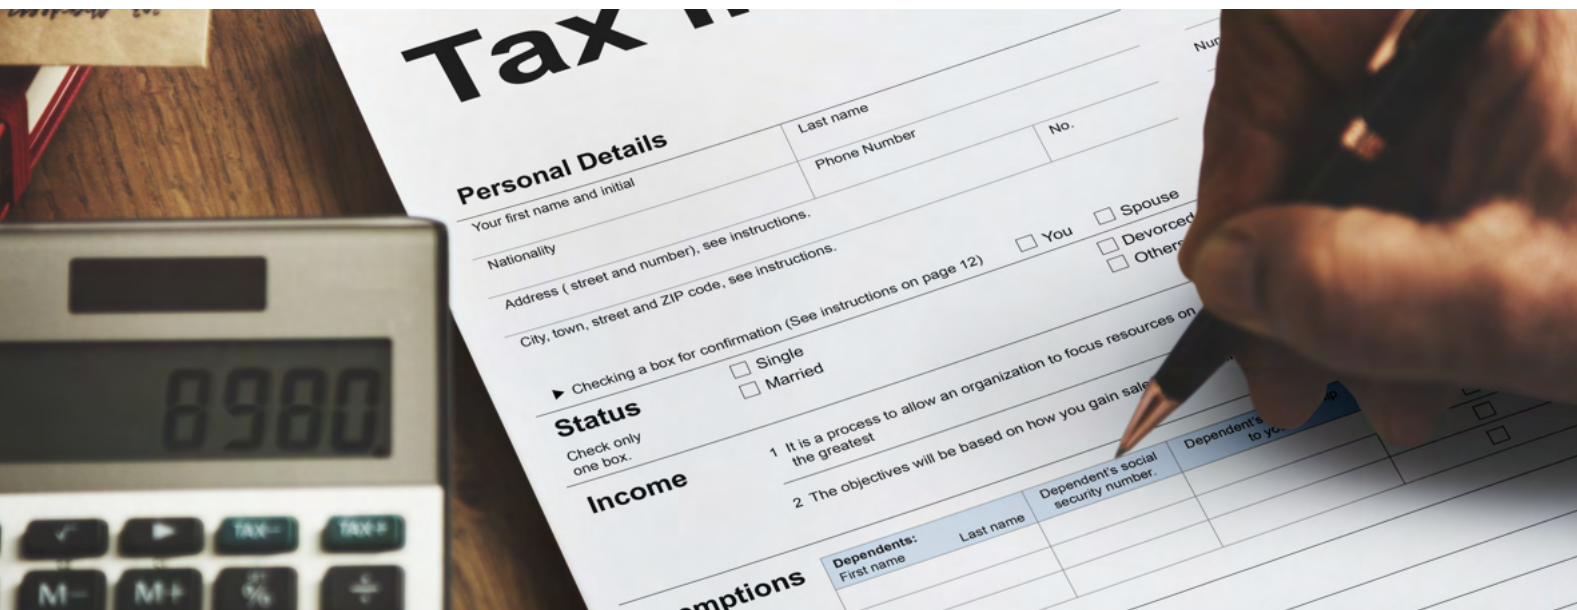 Tax
Personal Details
Your first name and initial
Last name
Nationality
Phone Number
No.
Address ( street and number), see instructions.
City, town, street and ZIP code, see instructions.
► Checking a box for confirmation (See instructions on page 12)
You
Spouse
Devorced
Others
Status
Check only
one box.
Single
Married
Income
1 It is a process to allow an organization to focus resources on
the greatest
2 The objectives will be based on how you gain
Dependents:
First name
Last name
Dependent's social
security number.
Dependent's
to
8980.
√
►
TAX-
TAX+
M-
M+
%
÷